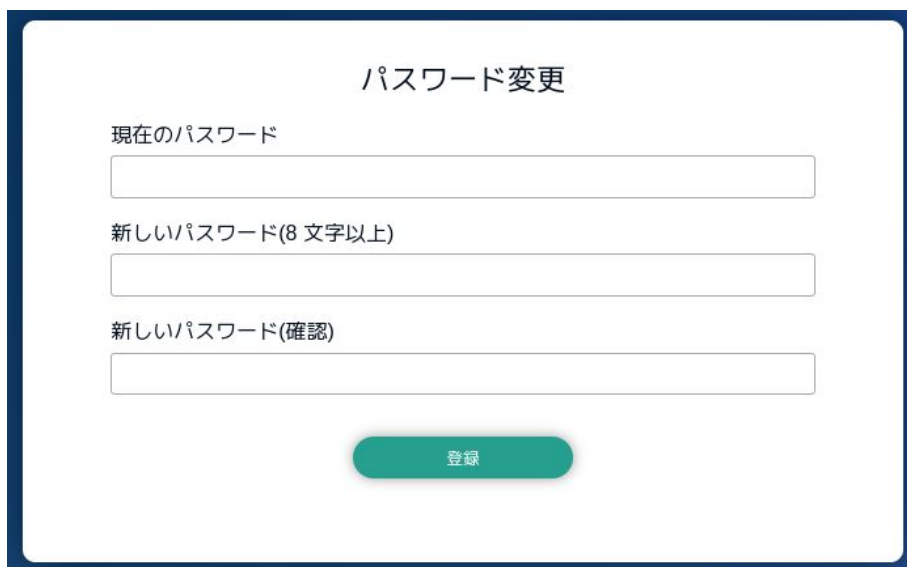 パスワード変更
現在のパスワード
新しいパスワード(8 文字以上)
新しいパスワード(確認)
登録